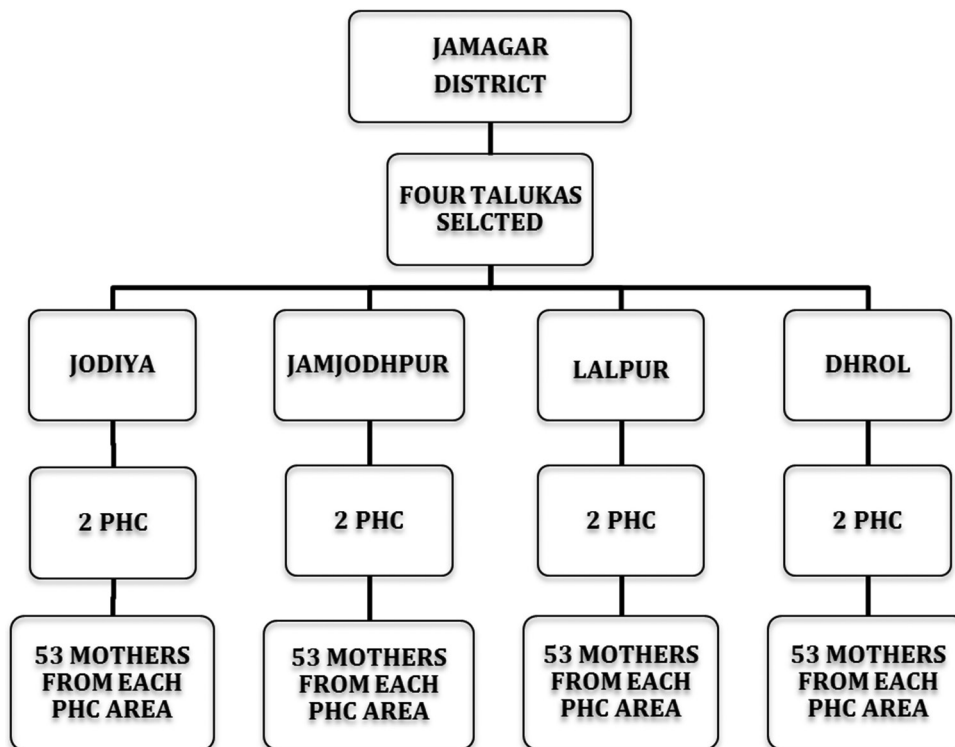 JAMAGAR
DISTRICT
FOUR TALUKAS
SELCTED
JODIYA
JAMJODHPUR
LALPUR
DHROL
2 PHC
2 PHC
2 PHC
2 PHC
53 MOTHERS
FROM EACH
PHC AREA
53 MOTHERS
FROM EACH
PHC AREA
53 MOTHERS
FROM EACH
PHC AREA
53 MOTHERS
FROM EACH
PHC AREA